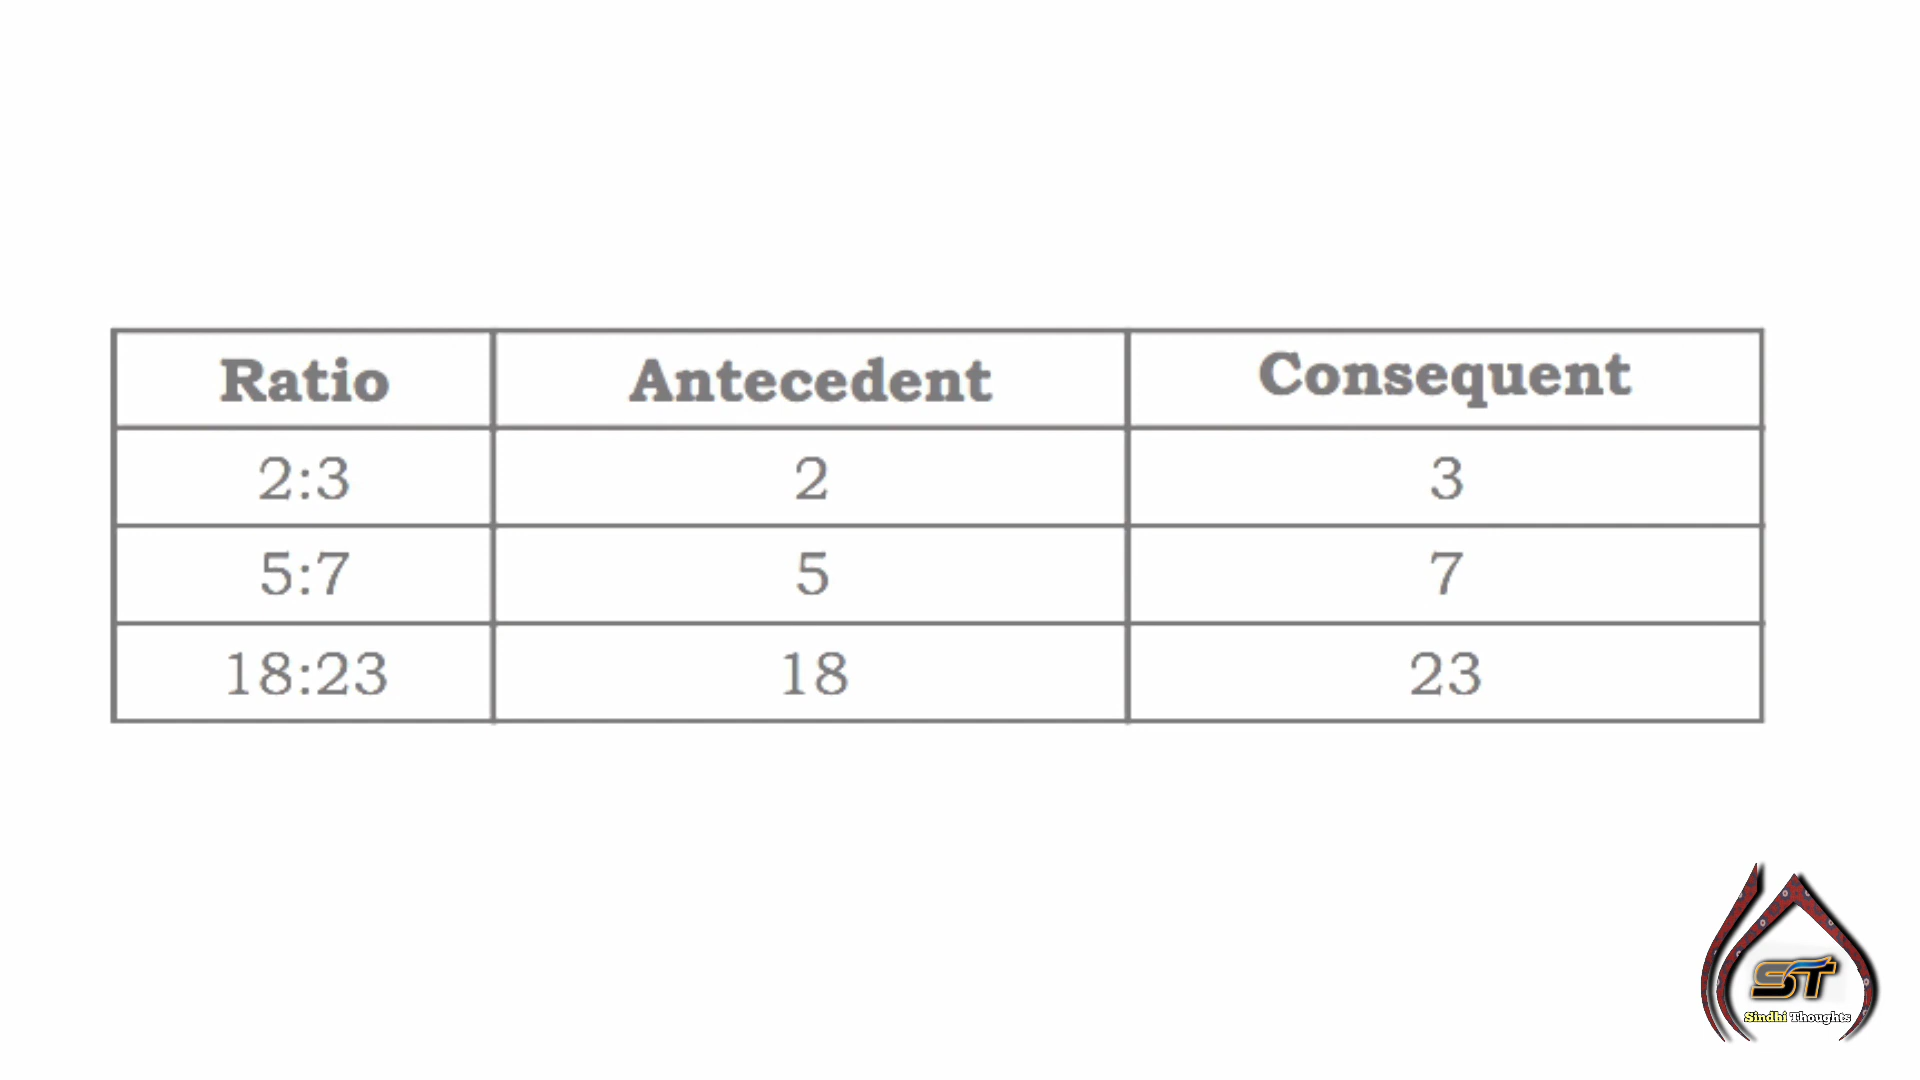 Ratio Antecedent Consequent
2:3 2 3
5:7 5 7
18:23 18 23
ST
Sindhi Thoughts